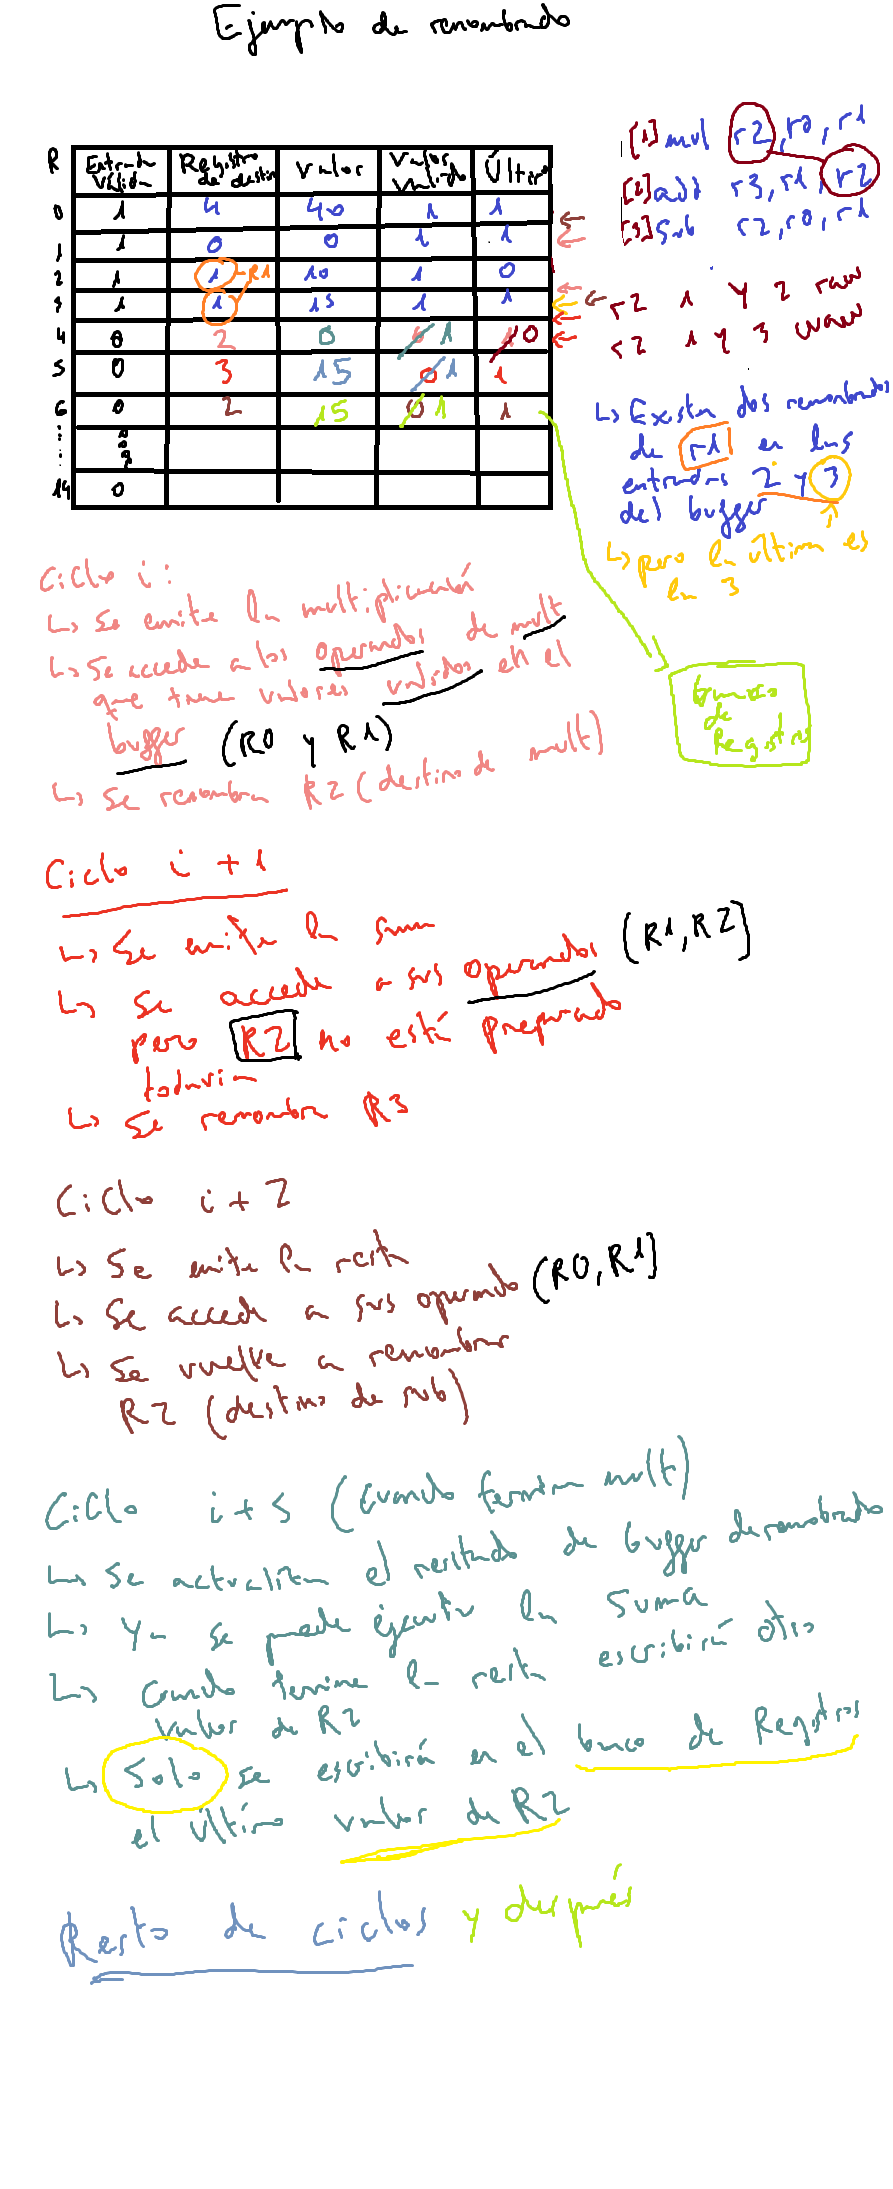 Ejemplo de renombrado
[1] mul r2, r0, r1
[2] add r3, r1, r2
[3] sub r2, r0, r1
r2 1 y 2 raw
r2 1 y 3 waw
R Entrada Válida Registro de destin Valor Valor Válido Último
0 1 4 40 1 1
1 1 0 0 1 1
2 1 1 R1 10 1 0
3 1 1 15 1 1
4 0 2 0 0 1 1 0
5 0 3 15 0 1 1
6 0 2 15 0 1 1
14 0
↳ Existen dos renombrados
de r1 en las
entradas 2 y 3
del buffer
↳ pero la última es
la 3
Banco
de
Registros
Ciclo i:
↳ Se emite la multiplicación
↳ Se accede a los operandos de mult
que tiene valores validos en el
buffer (R0 y R1)
↳ Se renombra R2 (destino de mult)
Ciclo i + 1
↳ Se emite la suma
↳ Se accede a sus operandos (R1, R2]
pero R2 no está preparado
todavia
↳ Se renombra R3
Ciclo i + 2
↳ Se emite la resta
↳ Se accede a sus operando (R0, R1]
↳ Se vuelve a renombrar
R2 (destino de sub)
Ciclo i + 5 (Cuando termina mult)
↳ Se actualiza el resultado de buffer de renombrado
↳ Ya se puede ejecutar la suma
↳ Cuando termine la resta escribirá otro
valor de R2
↳ Solo se escribirá en el banco de Registros
el último valor de R2
Resto de ciclos y después